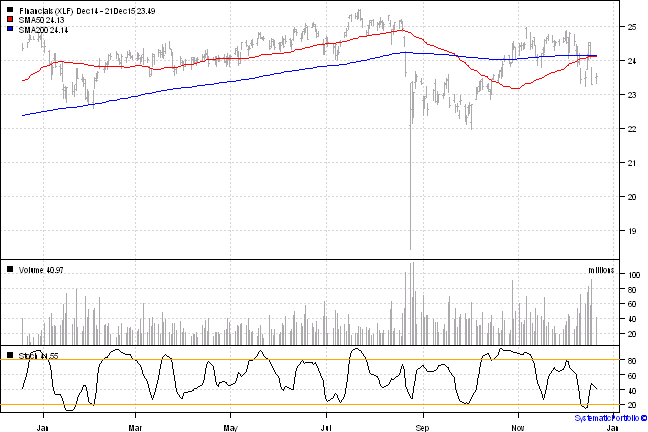 Financials (XLF) Dec14 - 21Dec15 23.49
SMA50 24.13
SMA200 24.14
25
24
23
22
21
20
19
Volume 40.97
millions
100
80
60
40
20
Stoch 41.55
80
60
40
20
Jan Mar May Jul Sep Nov Jan
SystematicPortfolio ©